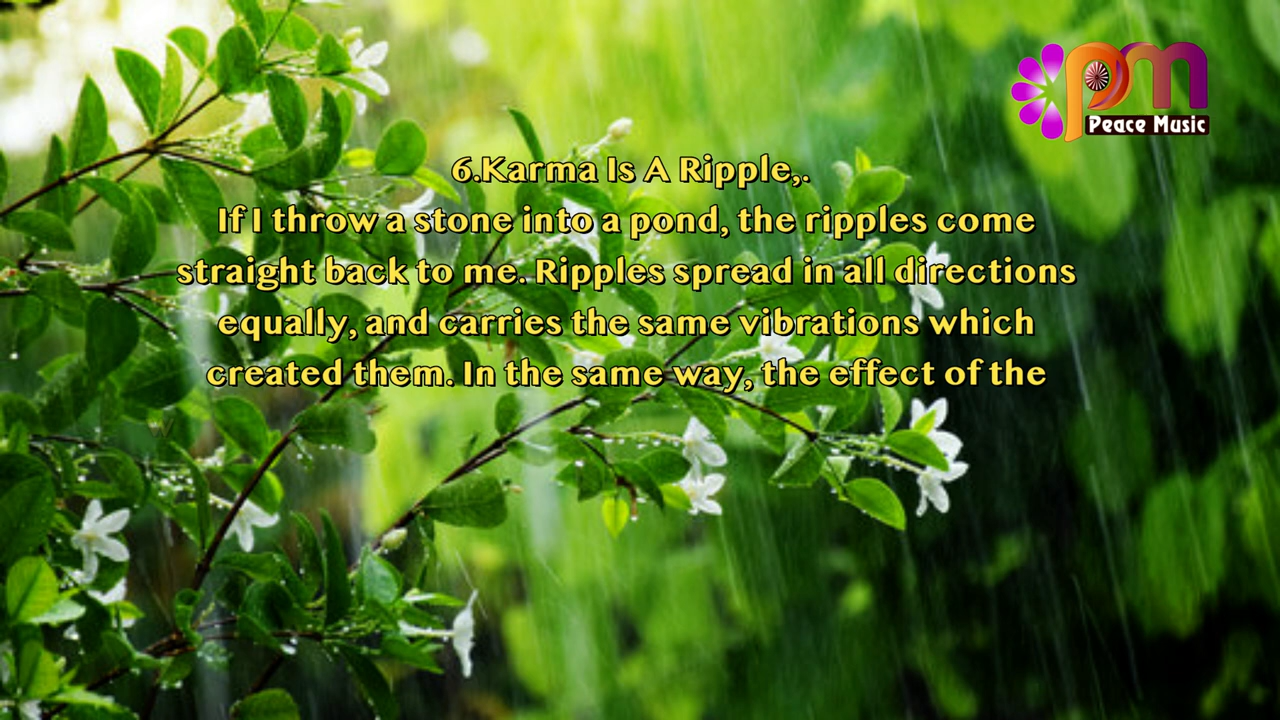 pm
Peace Music
6.Karma Is A Ripple,.
If I throw a stone into a pond, the ripples come
straight back to me. Ripples spread in all directions
equally, and carries the same vibrations which
created them. In the same way, the effect of the